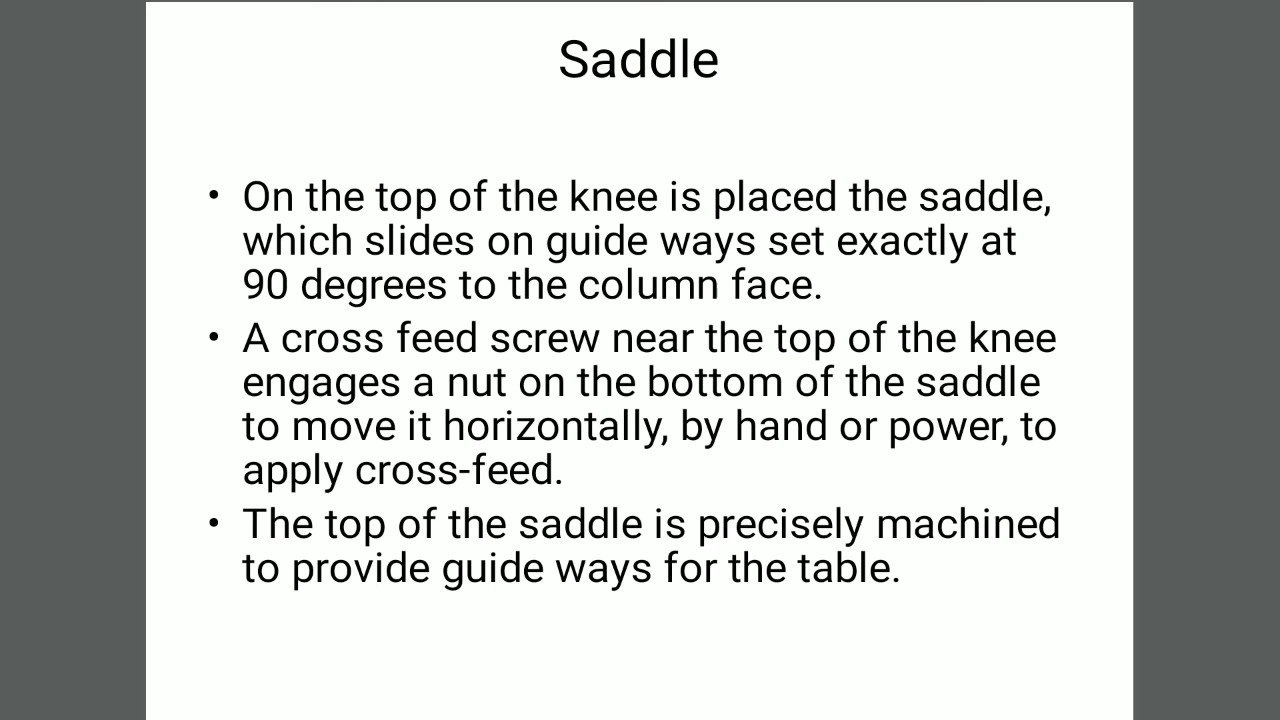 Saddle
• On the top of the knee is placed the saddle,
which slides on guide ways set exactly at
90 degrees to the column face.
• A cross feed screw near the top of the knee
engages a nut on the bottom of the saddle
to move it horizontally, by hand or power, to
apply cross-feed.
• The top of the saddle is precisely machined
to provide guide ways for the table.